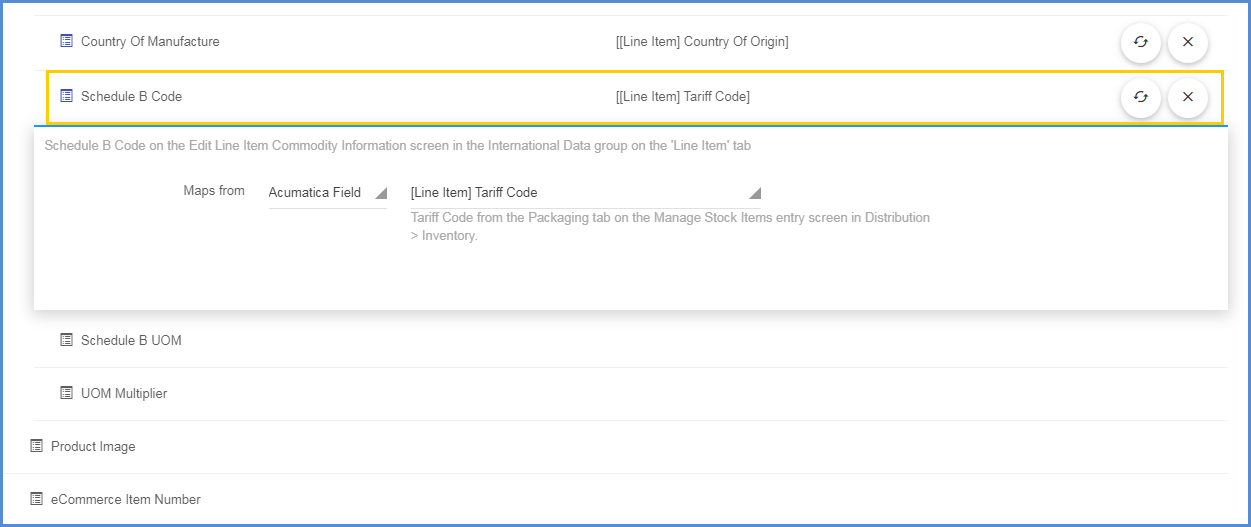 Country Of Manufacture [[Line Item] Country Of Origin]
Schedule B Code [[Line Item] Tariff Code]
Schedule B Code on the Edit Line Item Commodity Information screen in the International Data group on the 'Line Item' tab
Maps from Acumatica Field [Line Item] Tariff Code
Tariff Code from the Packaging tab on the Manage Stock Items entry screen in Distribution
> Inventory.
Schedule B UOM
UOM Multiplier
Product Image
eCommerce Item Number